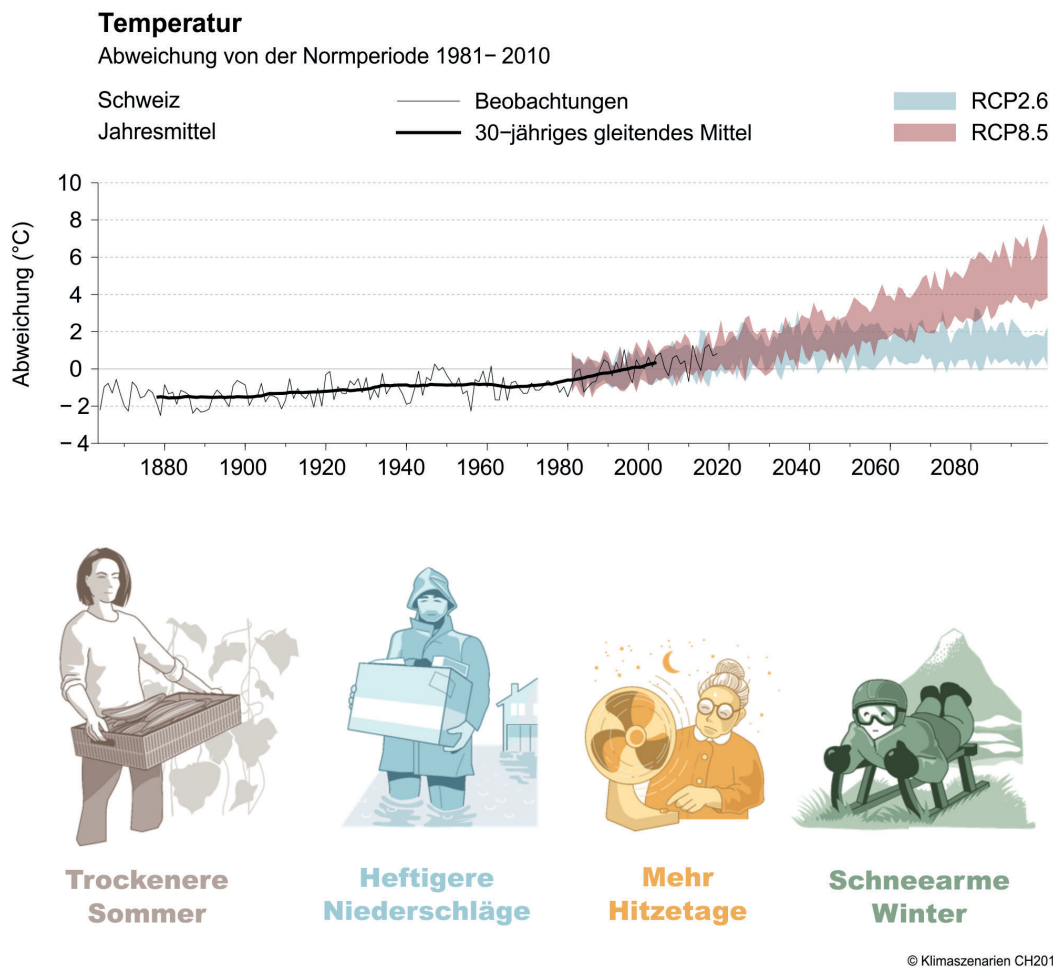 Temperatur
Abweichung von der Normperiode 1981– 2010
Schweiz
Jahresmittel
Beobachtungen
30–jähriges gleitendes Mittel
RCP2.6
RCP8.5
Abweichung (°C)
10
8
6
4
2
0
– 2
– 4
1880 1900 1920 1940 1960 1980 2000 2020 2040 2060 2080
Trockenere
Sommer
Heftigere
Niederschläge
Mehr
Hitzetage
Schneearme
Winter
© Klimaszenarien CH201